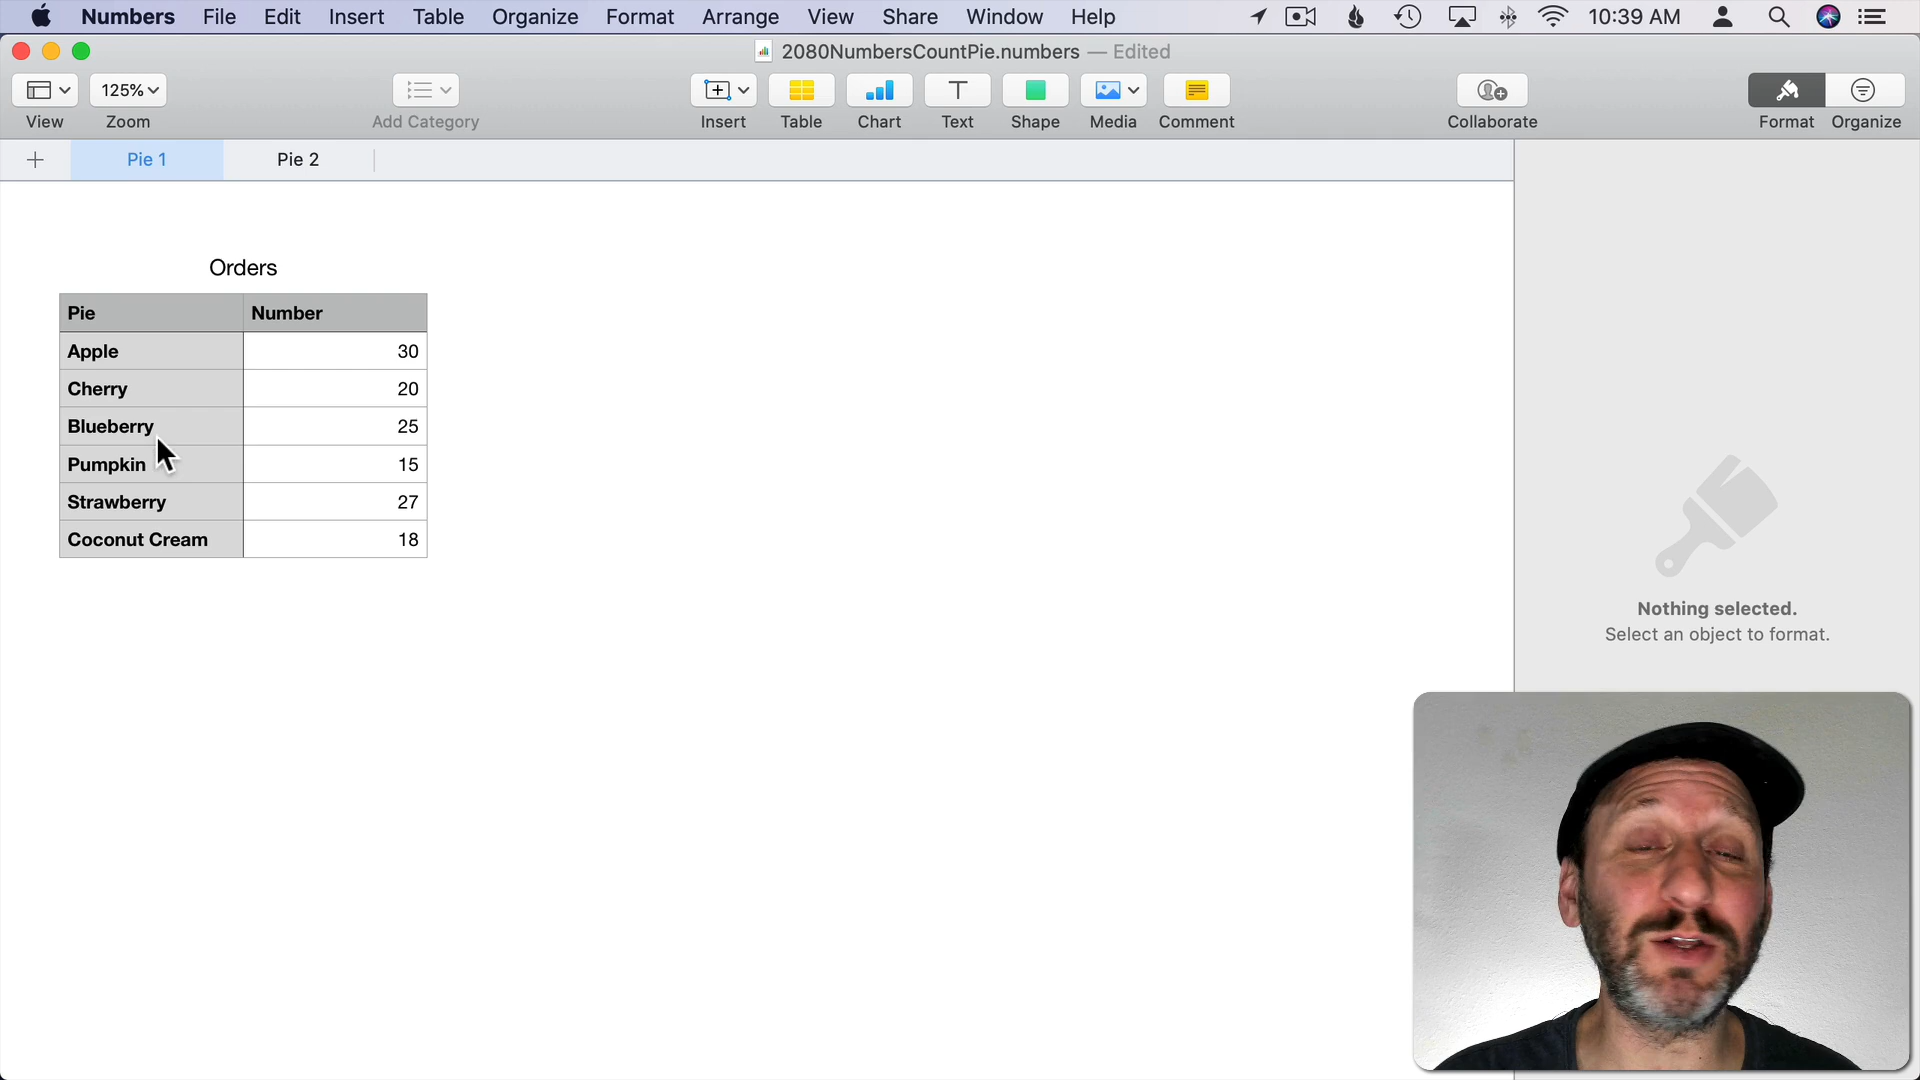 Numbers File Edit Insert Table Organize Format Arrange View Share Window Help 10:39 AM
2080NumbersCountPie.numbers — Edited
125%
View Zoom Add Category Insert Table Chart Text Shape Media Comment Collaborate Format Organize
Pie 1 Pie 2
Orders
Pie Number
Apple 30
Cherry 20
Blueberry 25
Pumpkin 15
Strawberry 27
Coconut Cream 18
Nothing selected.
Select an object to format.